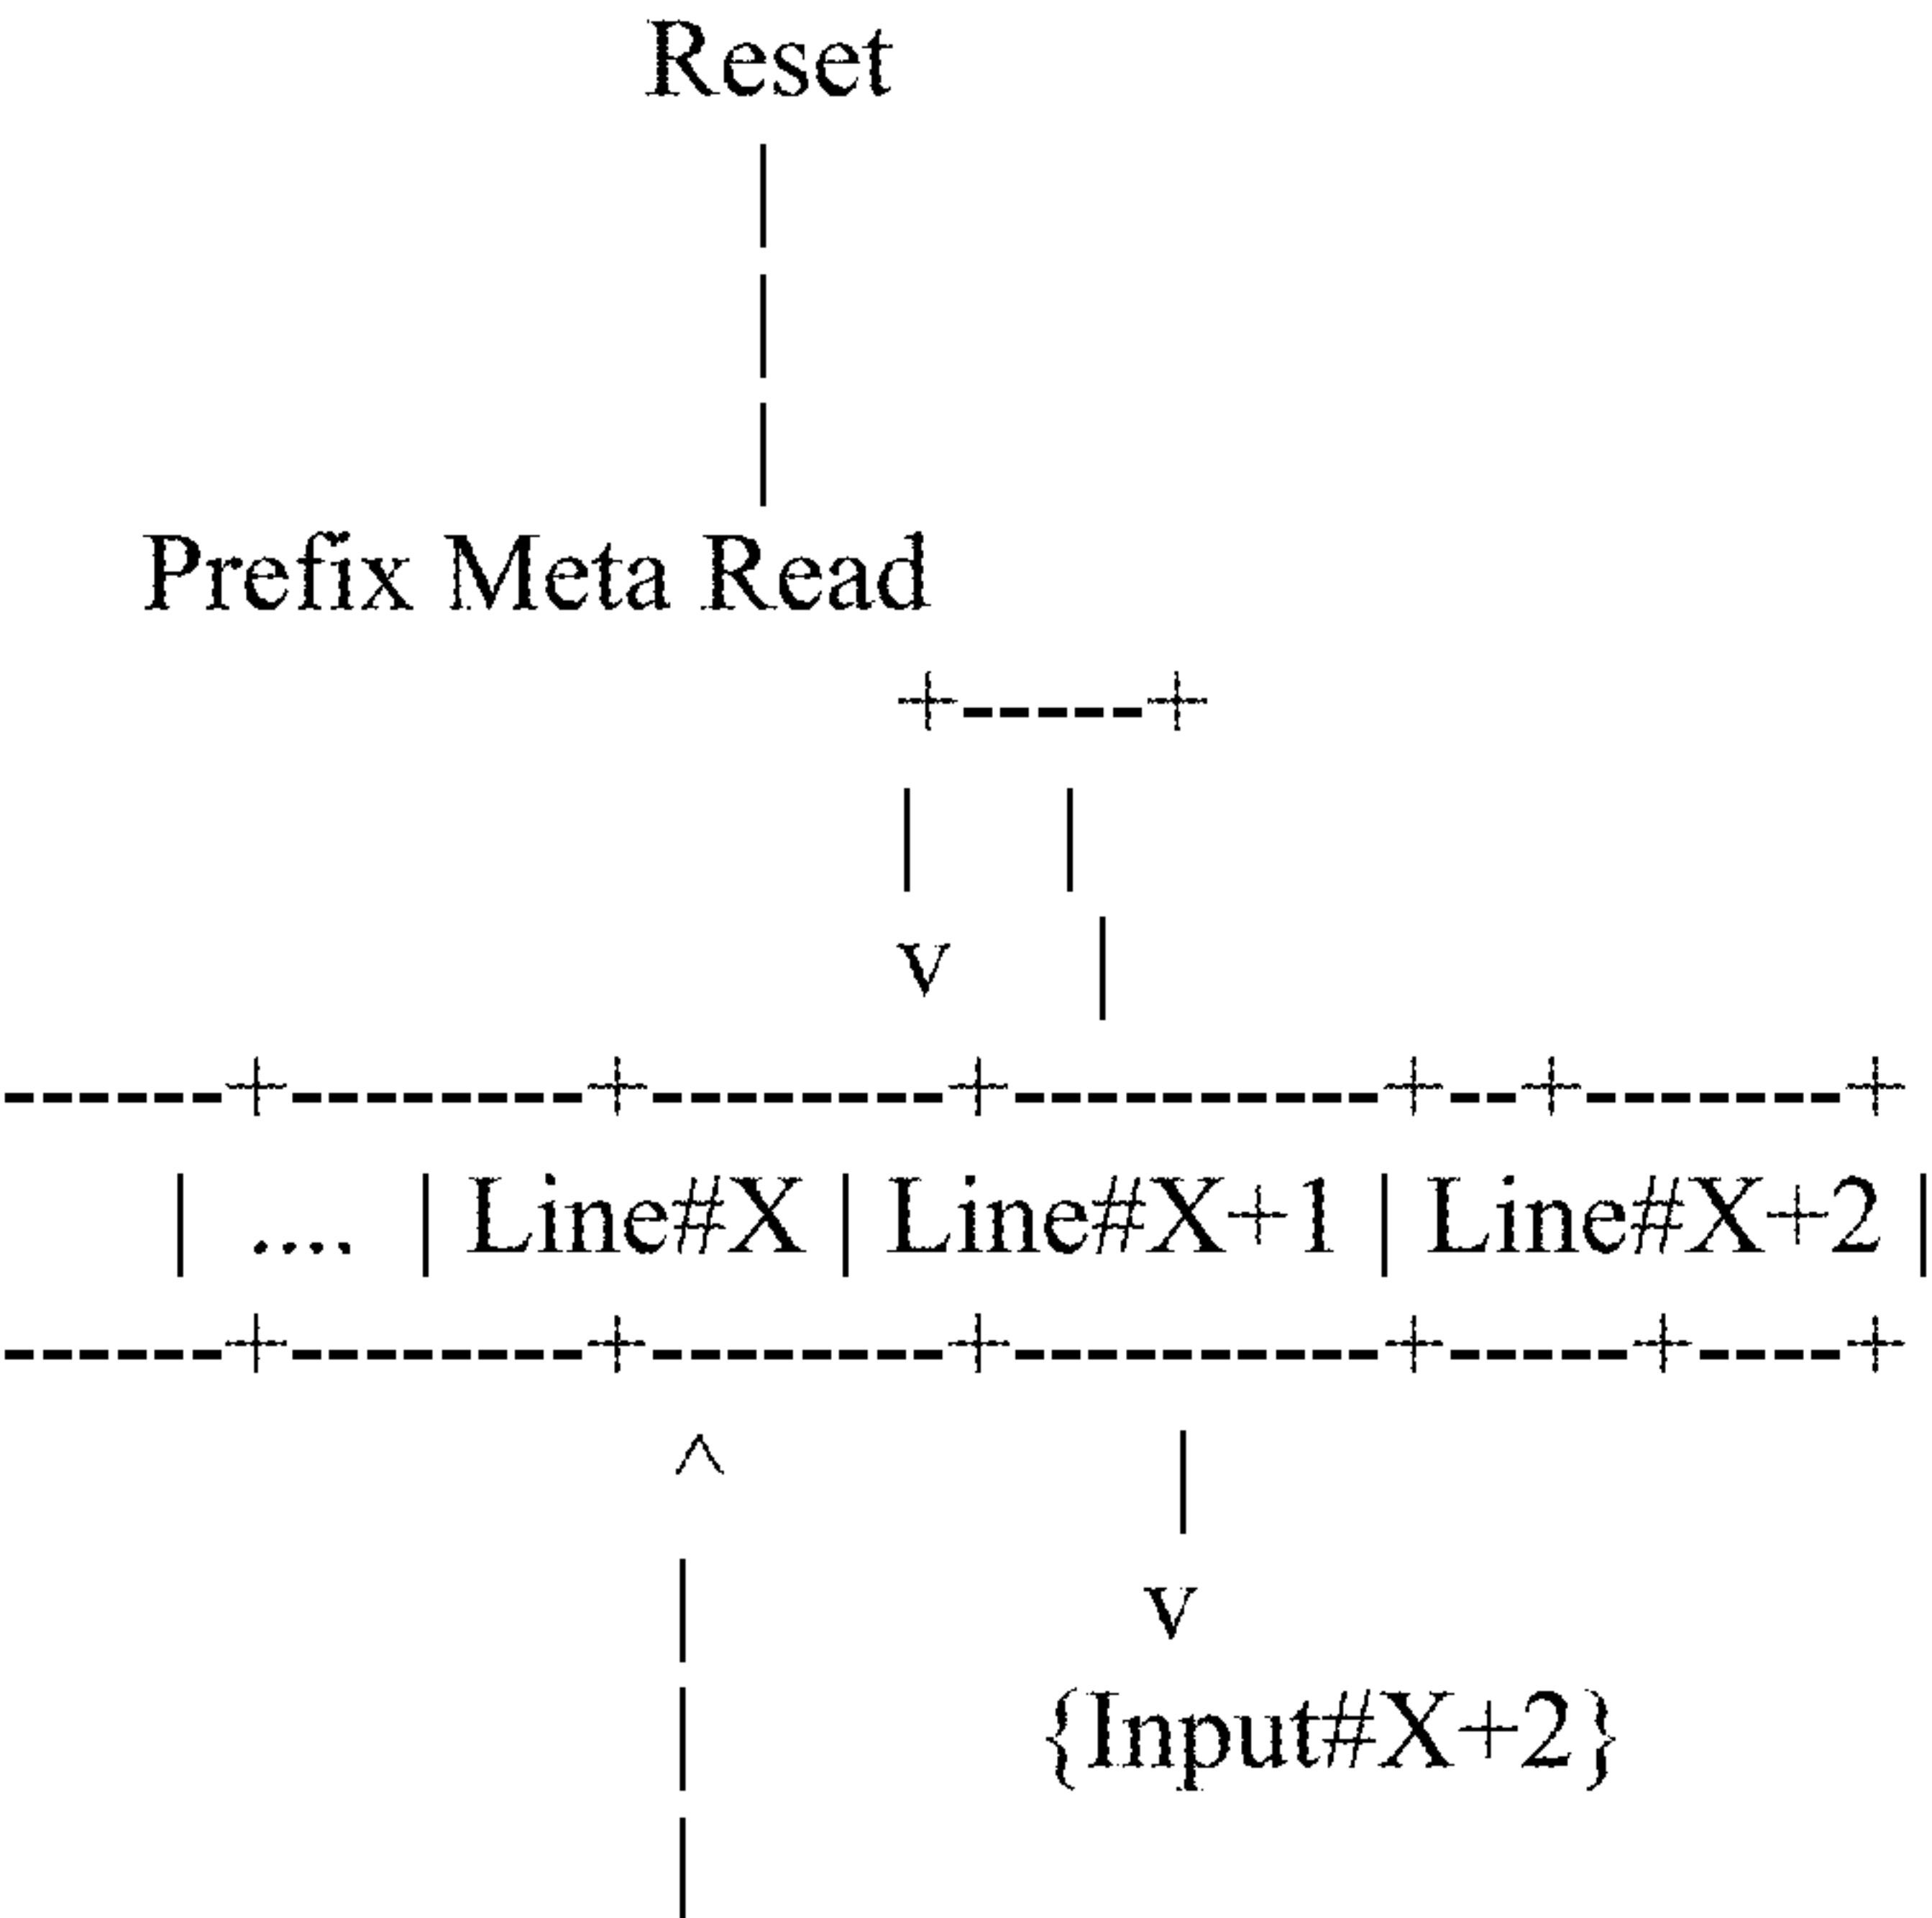 Reset
|
|
|
Prefix Meta Read
+-----+
| |
v |
------+--------+--------+----------+--+-------+
| .... | Line#X | Line#X+1 | Line#X+2 |
------+--------+--------+----------+-----+----+
^ |
| v
| {Input#X+2}
|